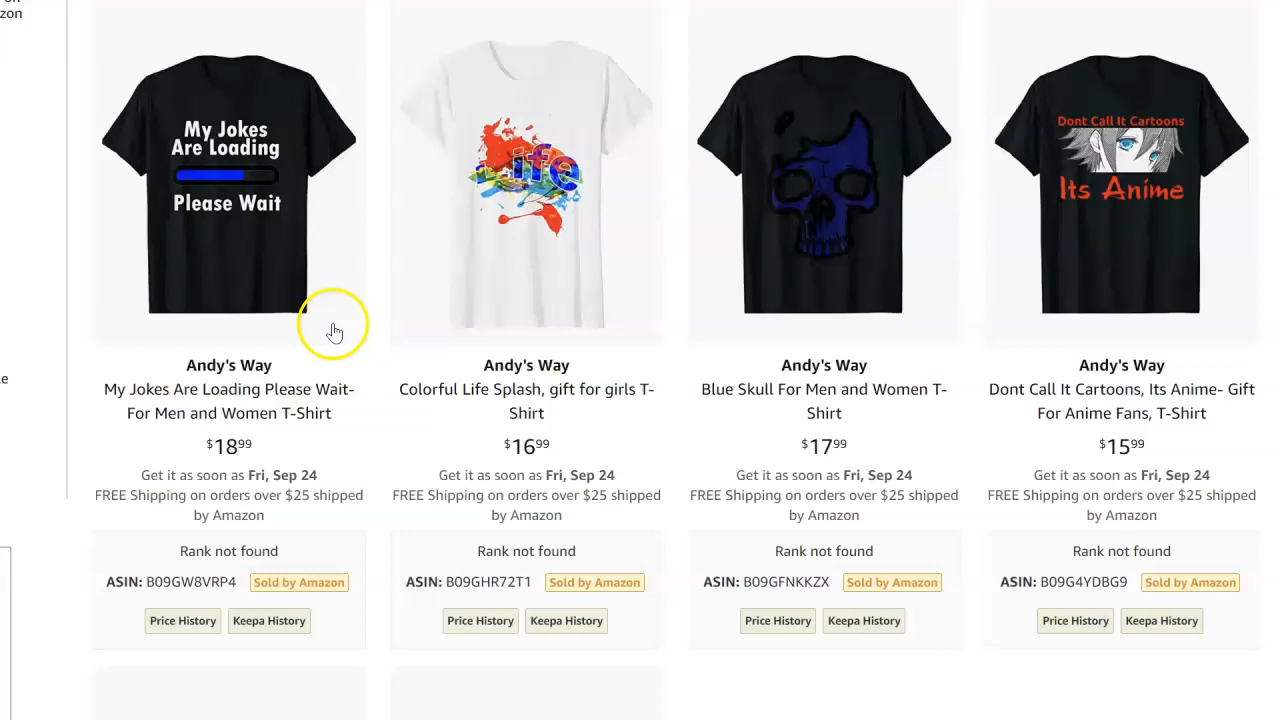 zon
e
My Jokes
Are Loading
Please Wait
Life
Dont Call It Cartoons
Its Anime
Andy's Way
My Jokes Are Loading Please Wait-
For Men and Women T-Shirt
$1899
Get it as soon as Fri, Sep 24
FREE Shipping on orders over $25 shipped
by Amazon
Rank not found
ASIN: B09GW8VRP4 Sold by Amazon
Price History Keepa History
Andy's Way
Colorful Life Splash, gift for girls T-
Shirt
$1699
Get it as soon as Fri, Sep 24
FREE Shipping on orders over $25 shipped
by Amazon
Rank not found
ASIN: B09GHR72T1 Sold by Amazon
Price History Keepa History
Andy's Way
Blue Skull For Men and Women T-
Shirt
$1799
Get it as soon as Fri, Sep 24
FREE Shipping on orders over $25 shipped
by Amazon
Rank not found
ASIN: B09GFNKKZX Sold by Amazon
Price History Keepa History
Andy's Way
Dont Call It Cartoons, Its Anime- Gift
For Anime Fans, T-Shirt
$1599
Get it as soon as Fri, Sep 24
FREE Shipping on orders over $25 shipped
by Amazon
Rank not found
ASIN: B09G4YDBG9 Sold by Amazon
Price History Keepa History